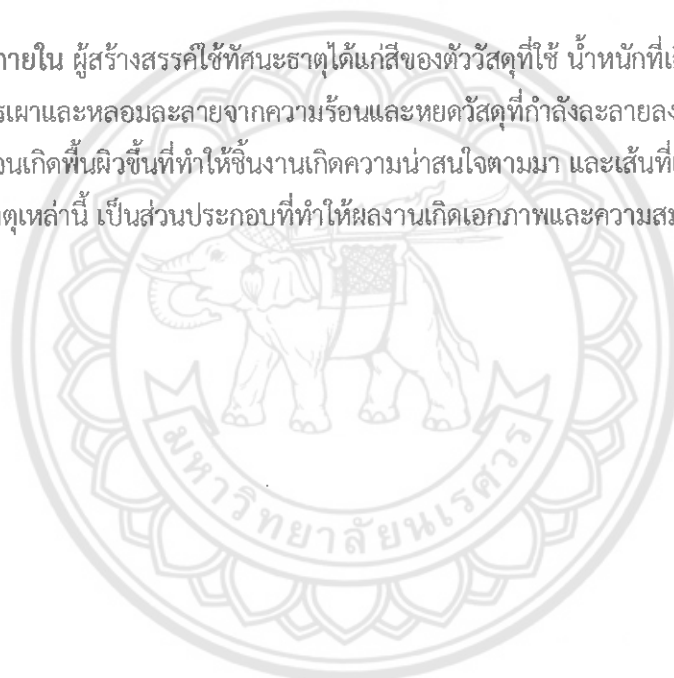 ภายใน ผู้สร้างสรรค์ใช้ทัศนะธาตุได้แก่สีของตัววัสดุที่ใช้ น้ำหนักที่
รเผาและหลอมละลายจากความร้อนและหยดวัสดุที่กำลังละลายลง
จนเกิดพื้นผิวขึ้นที่ทำให้ชิ้นงานเกิดความน่าสนใจตามมา และเส้นที่
ตุเหล่านี้ เป็นส่วนประกอบที่ทำให้ผลงานเกิดเอกภาพและความสม
มหาวิทยาลัยนเรศวร